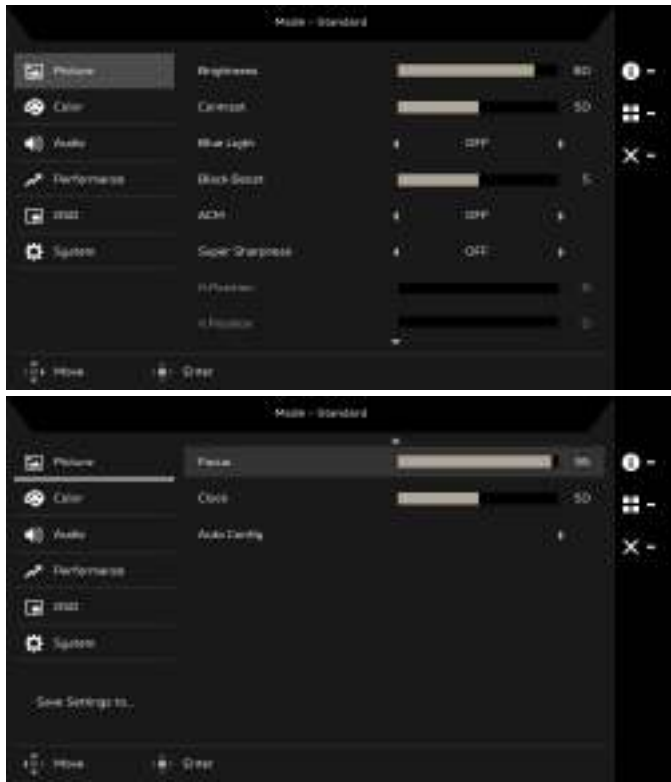 Mode - Standard
Picture
Brightness 80
Color
Contrast 50
Audio
Blue Light OFF
Performance
Black Boost 5
OSD
ACM OFF
System
Super Sharpness OFF
H.Position
V.Position
Move Enter
Mode - Standard
Picture
Focus
Color
Clock 50
Audio
Auto Config
Performance
OSD
System
Save Settings to...
Move Enter